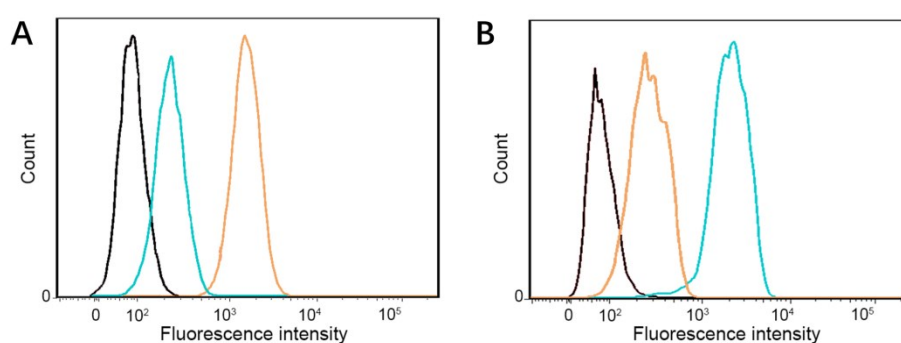 A
Count
0
0 10² 10³ 10⁴ 10⁵
Fluorescence intensity
B
Count
0
0 10² 10³ 10⁴ 10⁵
Fluorescence intensity